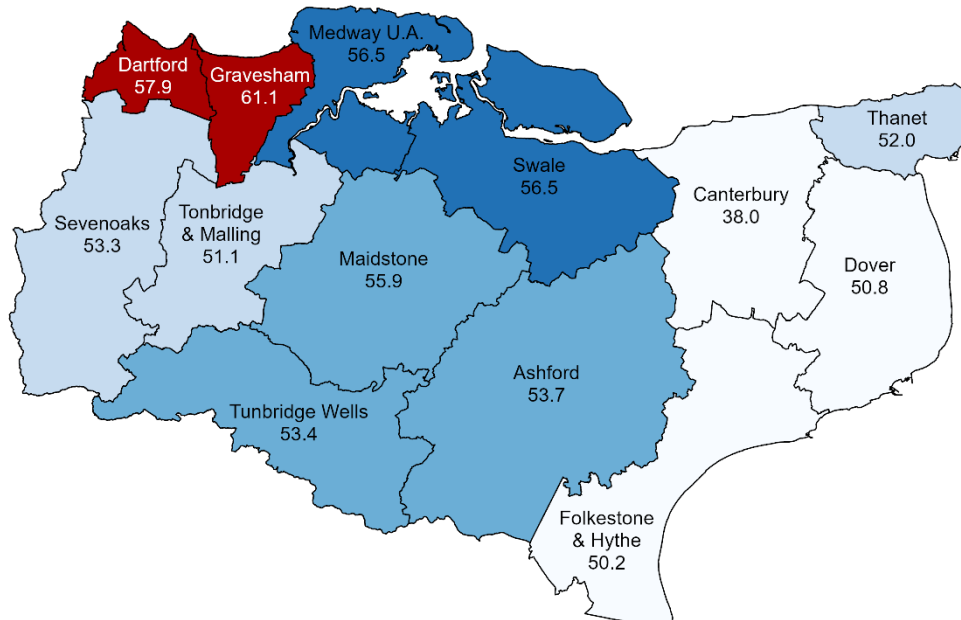 Medway U.A.
56.5
Dartford
57.9
Gravesham
61.1
Thanet
52.0
Swale
56.5
Canterbury
38.0
Sevenoaks
53.3
Tonbridge
& Malling
51.1
Maidstone
55.9
Dover
50.8
Ashford
53.7
Tunbridge Wells
53.4
Folkestone
& Hythe
50.2